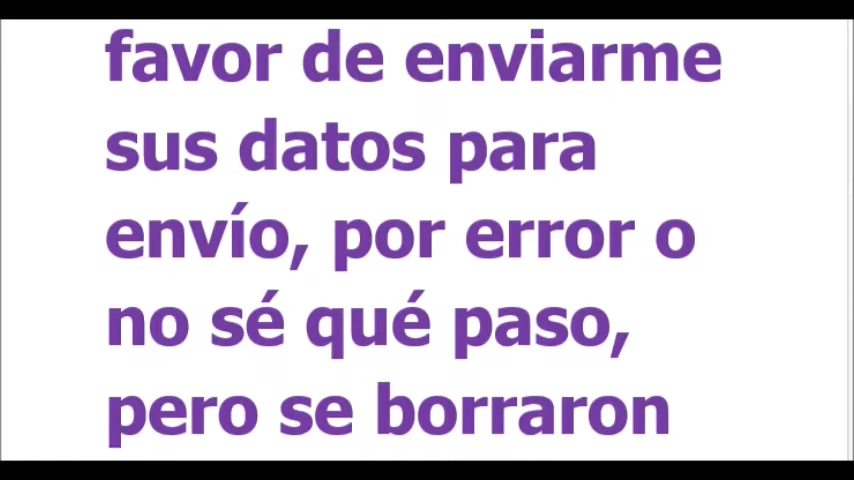 favor de enviarme
sus datos para
envío, por error o
no sé qué paso,
pero se borraron